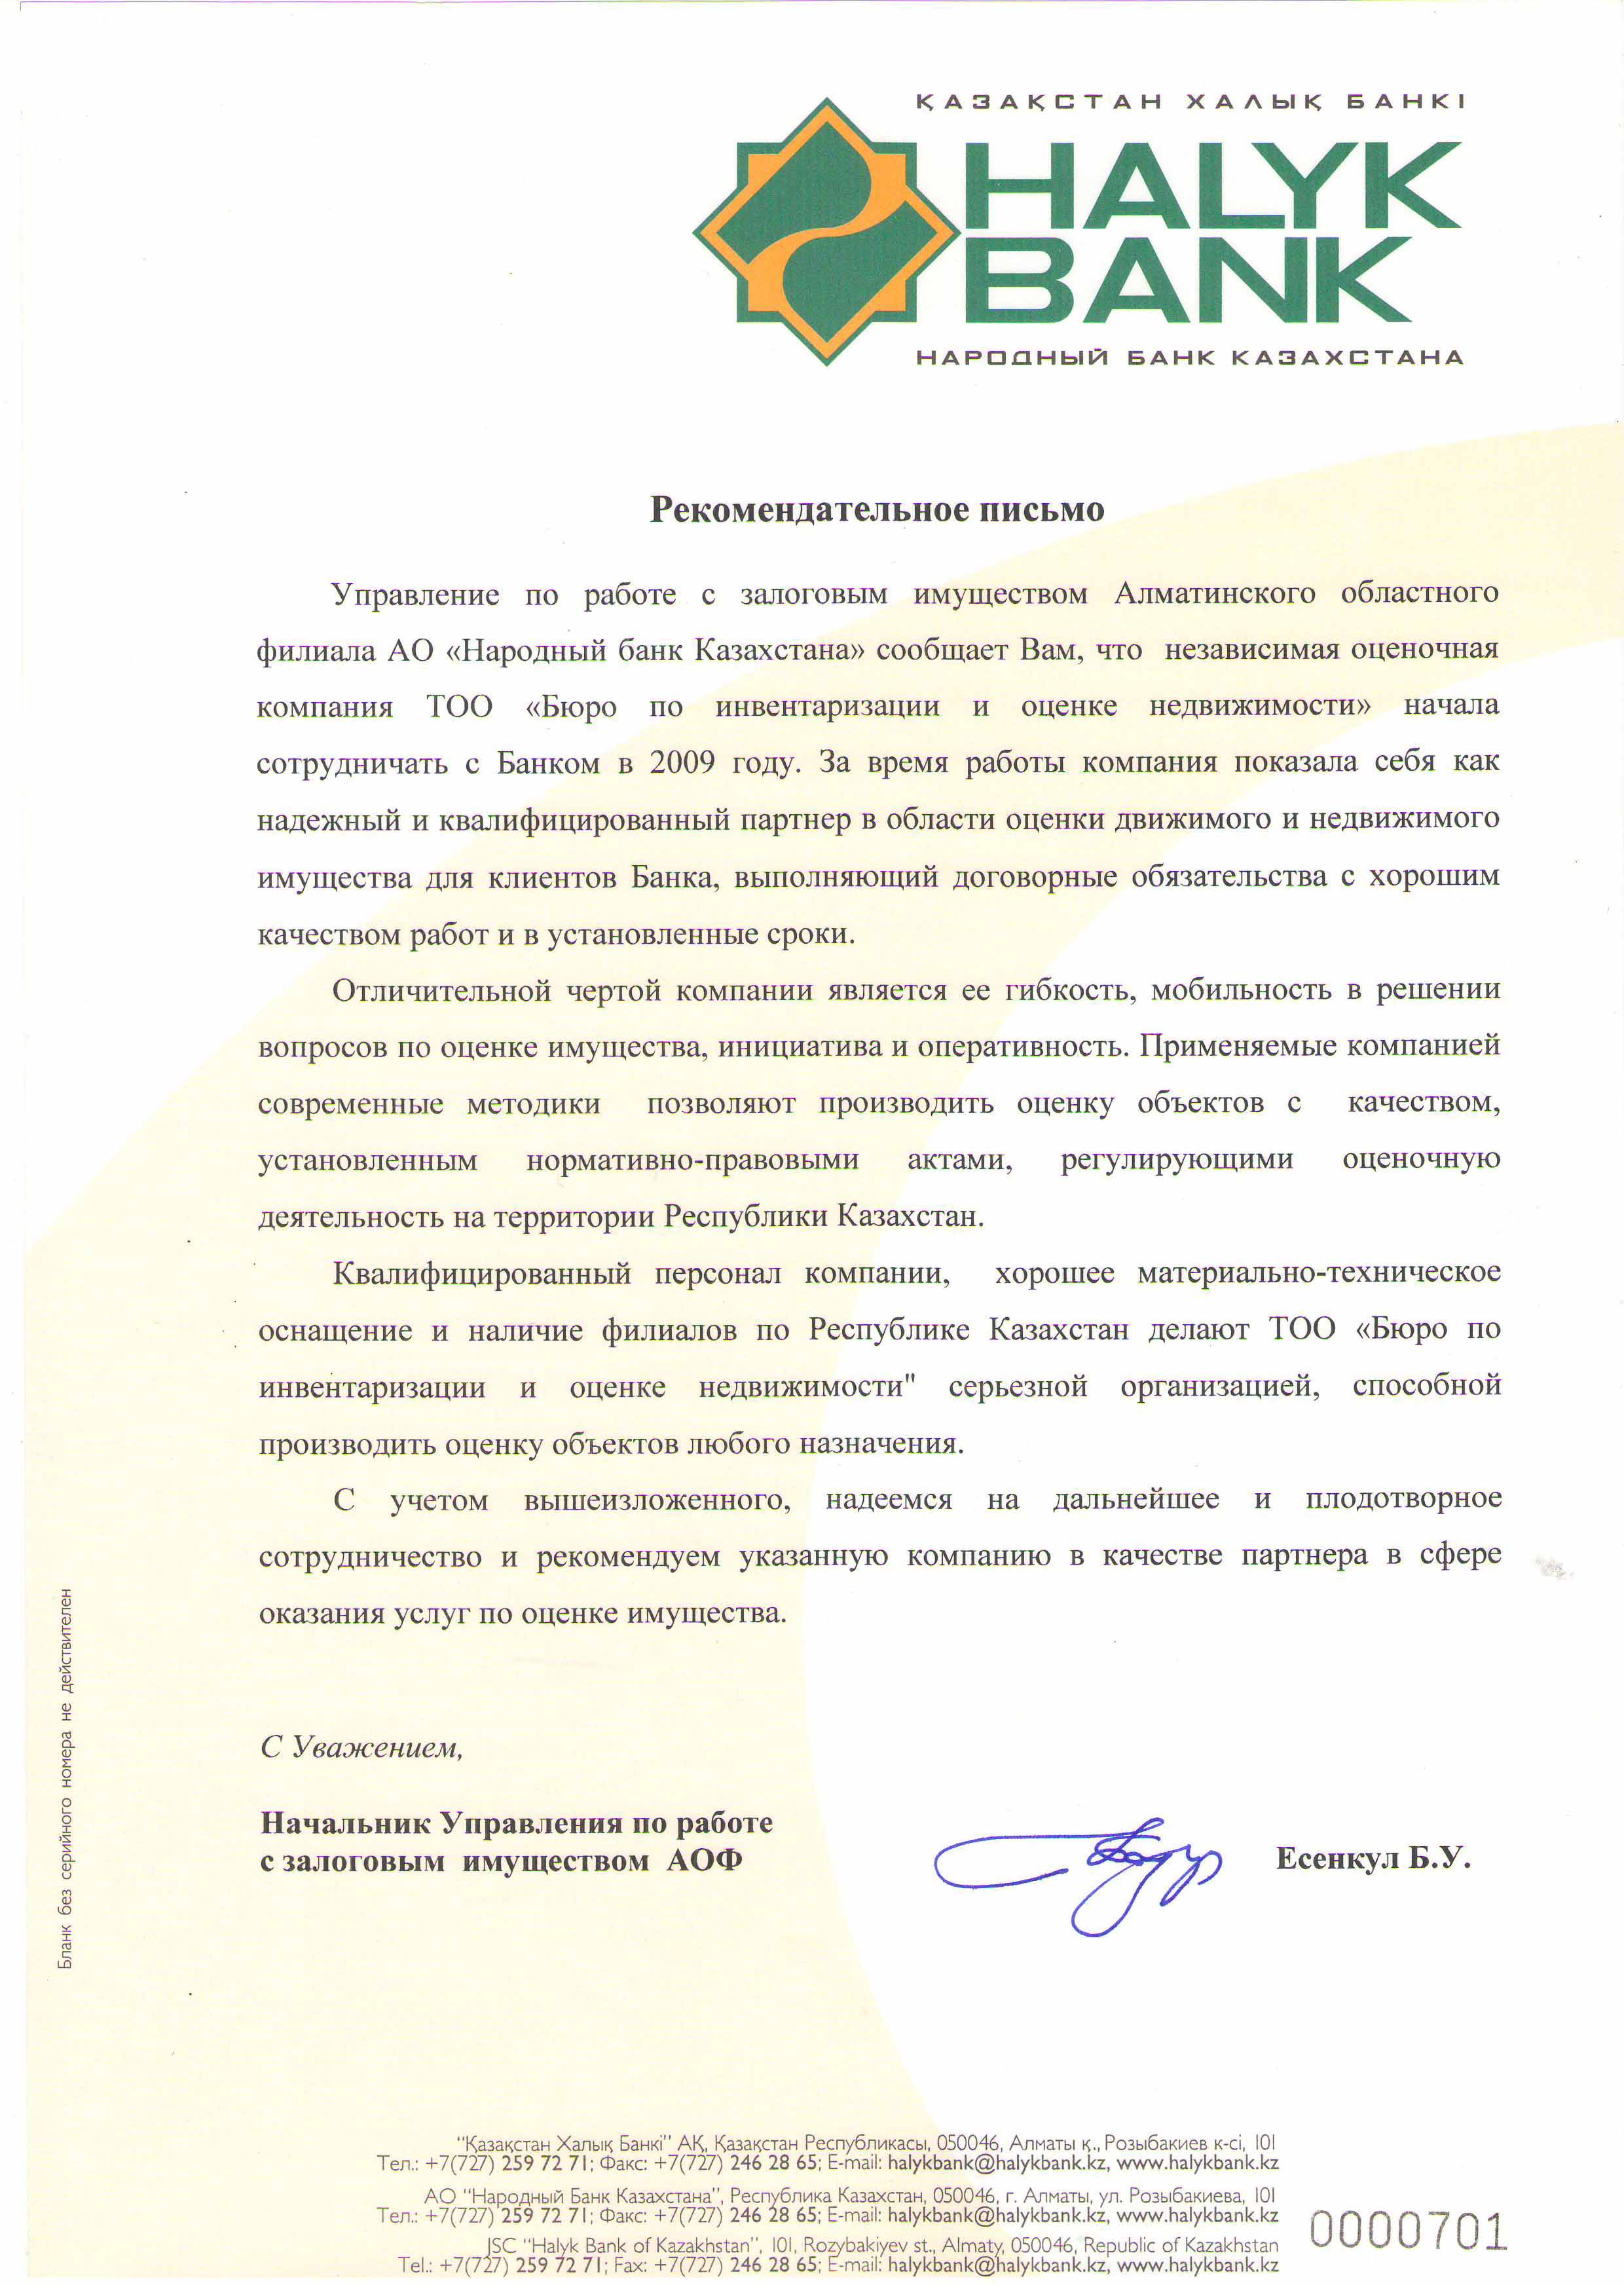 ҚАЗАҚСТАН ХАЛЫҚ БАНКІ
HALYK
BANK
НАРОДНЫЙ БАНК КАЗАХСТАНА
Рекомендательное письмо
Управление по работе с залоговым имуществом Алматинского областного
филиала АО «Народный банк Казахстана» сообщает Вам, что независимая оценочная
компания ТОО «Бюро по инвентаризации и оценке недвижимости» начала
сотрудничать с Банком в 2009 году. За время работы компания показала себя как
надежный и квалифицированный партнер в области оценки движимого и недвижимого
имущества для клиентов Банка, выполняющий договорные обязательства с хорошим
качеством работ и в установленные сроки.
Отличительной чертой компании является ее гибкость, мобильность в решении
вопросов по оценке имущества, инициатива и оперативность. Применяемые компанией
современные методики позволяют производить оценку объектов с качеством,
установленным нормативно-правовыми актами, регулирующими оценочную
деятельность на территории Республики Казахстан.
Квалифицированный персонал компании, хорошее материально-техническое
оснащение и наличие филиалов по Республике Казахстан делают ТОО «Бюро по
инвентаризации и оценке недвижимости" серьезной организацией, способной
производить оценку объектов любого назначения.
С учетом вышеизложенного, надеемся на дальнейшее и плодотворное
сотрудничество и рекомендуем указанную компанию в качестве партнера в сфере
оказания услуг по оценке имущества.
С Уважением,
Начальник Управления по работе
с залоговым имуществом АОФ
Есенкул Б.У.
Бланк без серийного номера не действителен
"Қазақстан Халық Банкі" АҚ, Қазақстан Республикасы, 050046, Алматы қ., Розыбакиев к-сі, 101
Тел.: +7(727) 259 72 71; Факс: +7(727) 246 28 65; E-mail: halykbank@halykbank.kz, www.halykbank.kz
АО "Народный Банк Казахстана", Республика Казахстан, 050046, г. Алматы, ул. Розыбакиева, 101
Тел.: +7(727) 259 72 71; Факс: +7(727) 246 28 65; E-mail: halykbank@halykbank.kz, www.halykbank.kz
JSC "Halyk Bank of Kazakhstan", 101, Rozybakiyev st., Almaty, 050046, Republic of Kazakhstan
Tel.: +7(727) 259 72 71; Fax: +7(727) 246 28 65; E-mail: halykbank@halykbank.kz, www.halykbank.kz
0000701